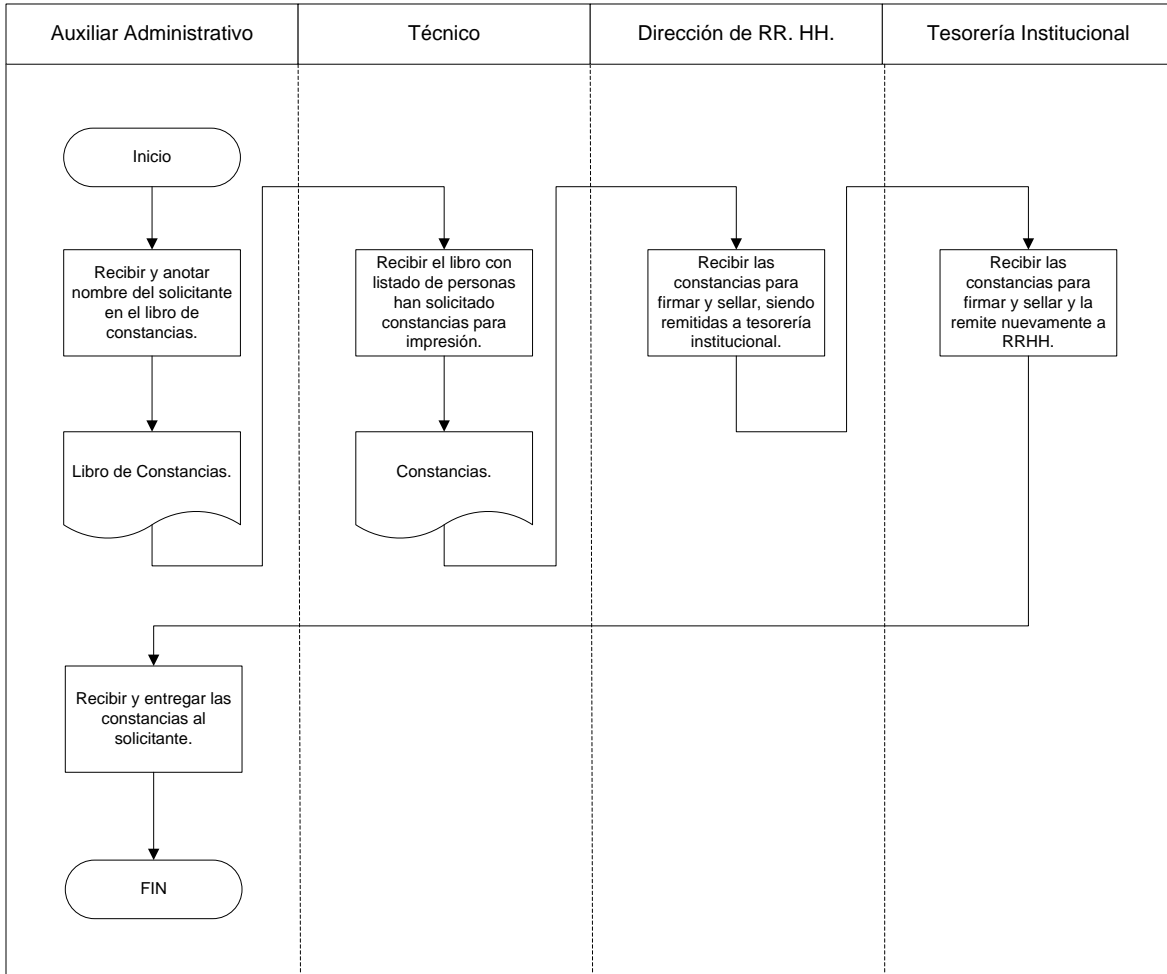 Auxiliar Administrativo
Técnico
Dirección de RR. HH.
Tesorería Institucional
Inicio
Recibir y anotar
nombre del solicitante
en el libro de
constancias.
Libro de Constancias.
Recibir el libro con
listado de personas
han solicitado
constancias para
impresión.
Constancias.
Recibir las
constancias para
firmar y sellar, siendo
remitidas a tesorería
institucional.
Recibir las
constancias para
firmar y sellar y la
remite nuevamente a
RRHH.
Recibir y entregar las
constancias al
solicitante.
FIN